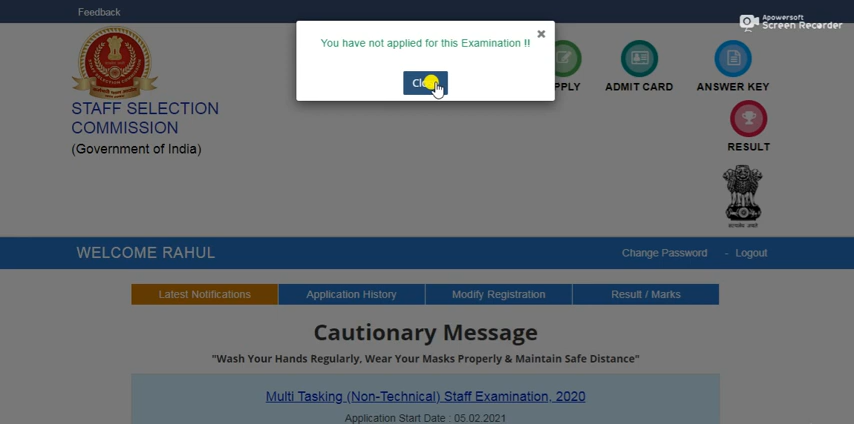 Feedback
Apowersoft
Screen Recorder
You have not applied for this Examination !!
ADMIT CARD
ANSWER KEY
STAFF SELECTION
COMMISSION
(Government of India)
RESULT
WELCOME RAHUL
Change Password - Logout
Latest Notifications
Application History
Modify Registration
Result / Marks
Cautionary Message
"Wash Your Hands Regularly, Wear Your Masks Properly & Maintain Safe Distance"
Multi Tasking (Non-Technical) Staff Examination, 2020
Application Start Date : 05.02.2021